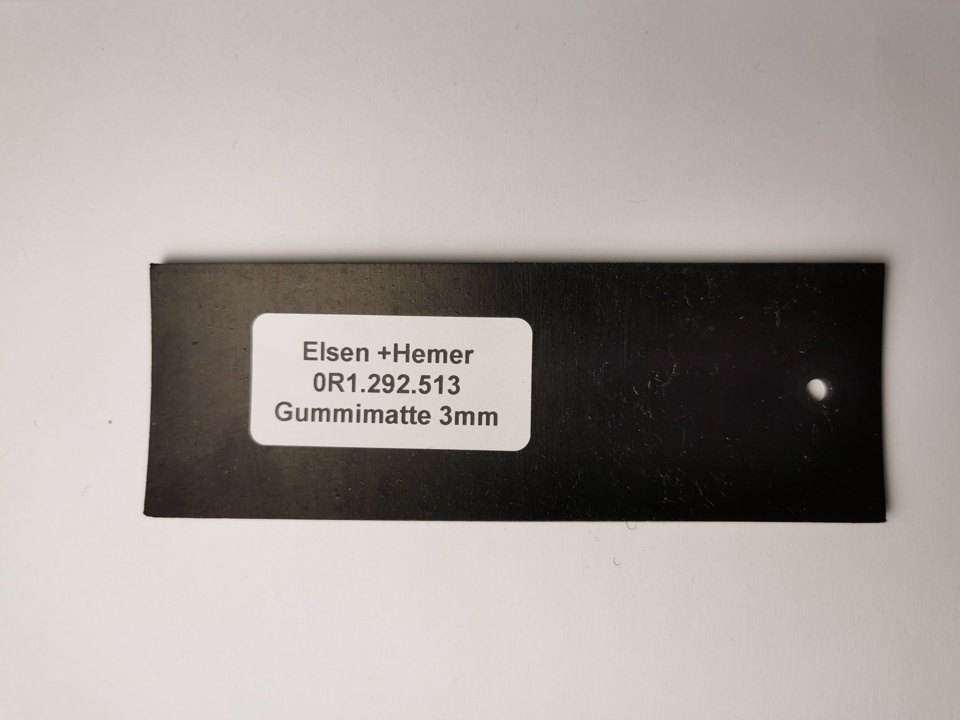 Elsen +Hemer
0R1.292.513
Gummimatte 3mm